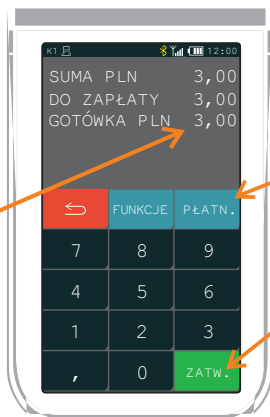 K1 12:00
SUMA PLN 3,00
DO ZAPŁATY 3,00
GOTÓWKA PLN 3,00
FUNKCJE PŁATN.
7 8 9
4 5 6
1 2 3
, 0 ZATW.